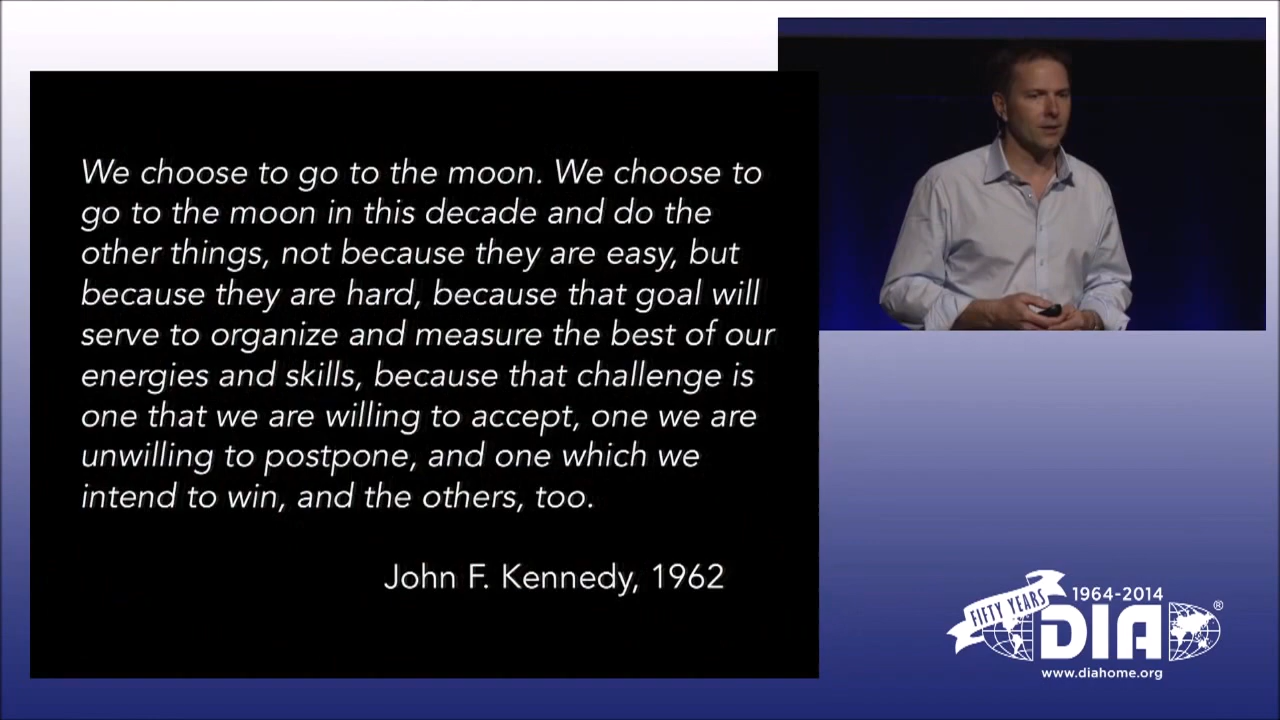 We choose to go to the moon. We choose to
go to the moon in this decade and do the
other things, not because they are easy, but
because they are hard, because that goal will
serve to organize and measure the best of our
energies and skills, because that challenge is
one that we are willing to accept, one we are
unwilling to postpone, and one which we
intend to win, and the others, too.
John F. Kennedy, 1962
FIFTY YEARS
1964-2014
DIA®
www.diahome.org